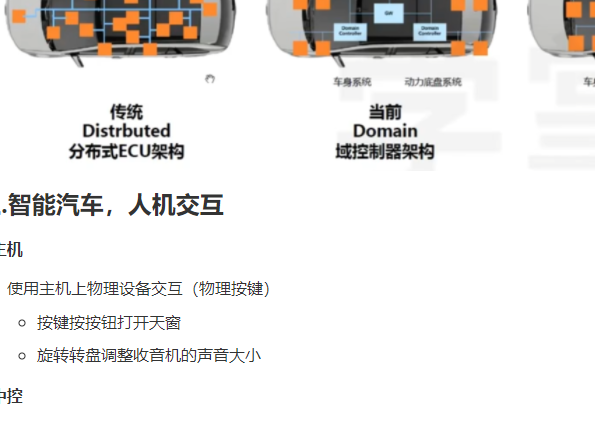 GW
Domain
Controller
Domain
Controller
车身系统
动力底盘系统
传统
Distrbuted
分布式ECU架构
当前
Domain
域控制器架构
.智能汽车，人机交互
主机
使用主机上物理设备交互（物理按键）
按键按按钮打开天窗
旋转转盘调整收音机的声音大小
中控